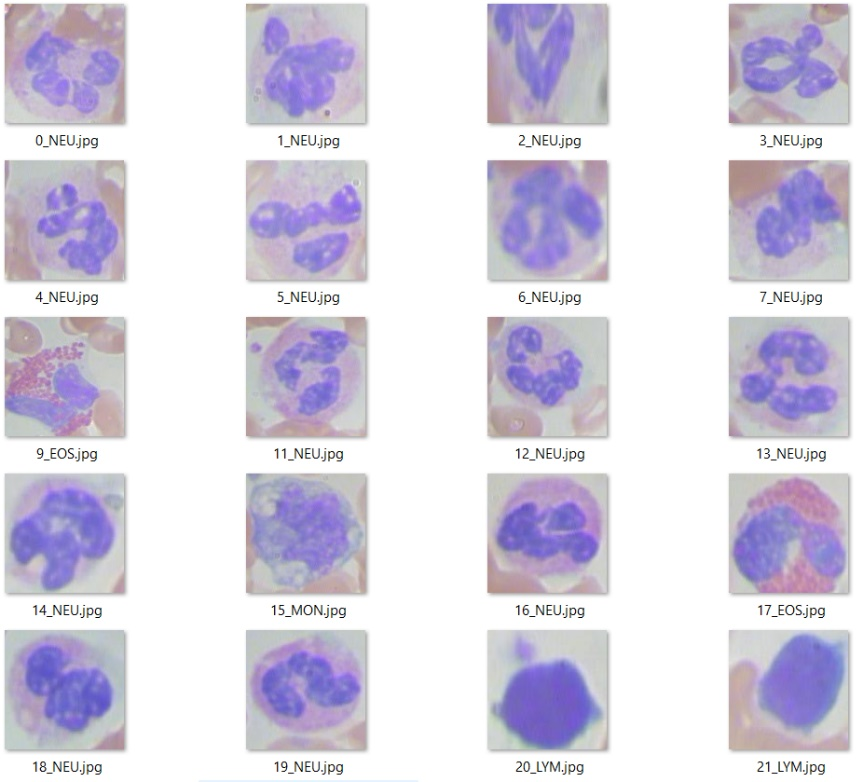 0_NEU.jpg
1_NEU.jpg
2_NEU.jpg
3_NEU.jpg
4_NEU.jpg
5_NEU.jpg
6_NEU.jpg
7_NEU.jpg
9_EOS.jpg
11_NEU.jpg
12_NEU.jpg
13_NEU.jpg
14_NEU.jpg
15_MON.jpg
16_NEU.jpg
17_EOS.jpg
18_NEU.jpg
19_NEU.jpg
20_LYM.jpg
21_LYM.jpg